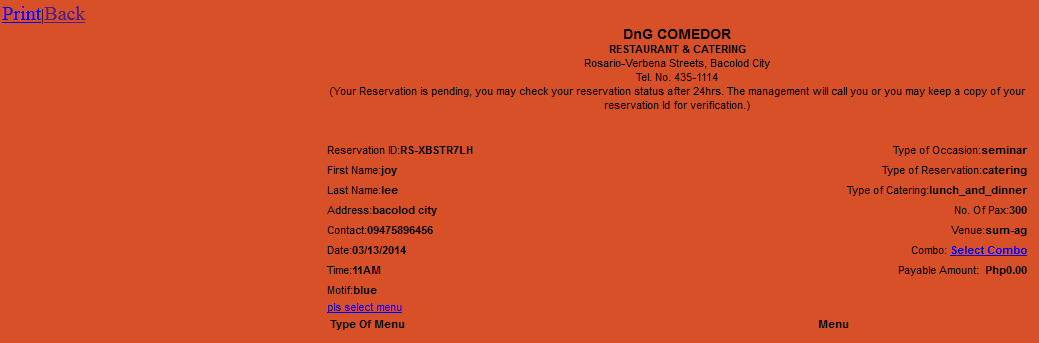 Print|Back
DnG COMEDOR
RESTAURANT & CATERING
Rosario-Verbena Streets, Bacolod City
Tel. No. 435-1114
(Your Reservation is pending, you may check your reservation status after 24hrs. The management will call you or you may keep a copy of your
reservation Id for verification.)
Reservation ID:RS-XBSTR7LH Type of Occasion:seminar
First Name:joy Type of Reservation:catering
Last Name:lee Type of Catering:lunch_and_dinner
Address:bacolod city No. Of Pax:300
Contact:09475896456 Venue:sum-ag
Date:03/13/2014 Combo: Select Combo
Time:11AM Payable Amount: Php0.00
Motif:blue
pls select menu
Type Of Menu Menu